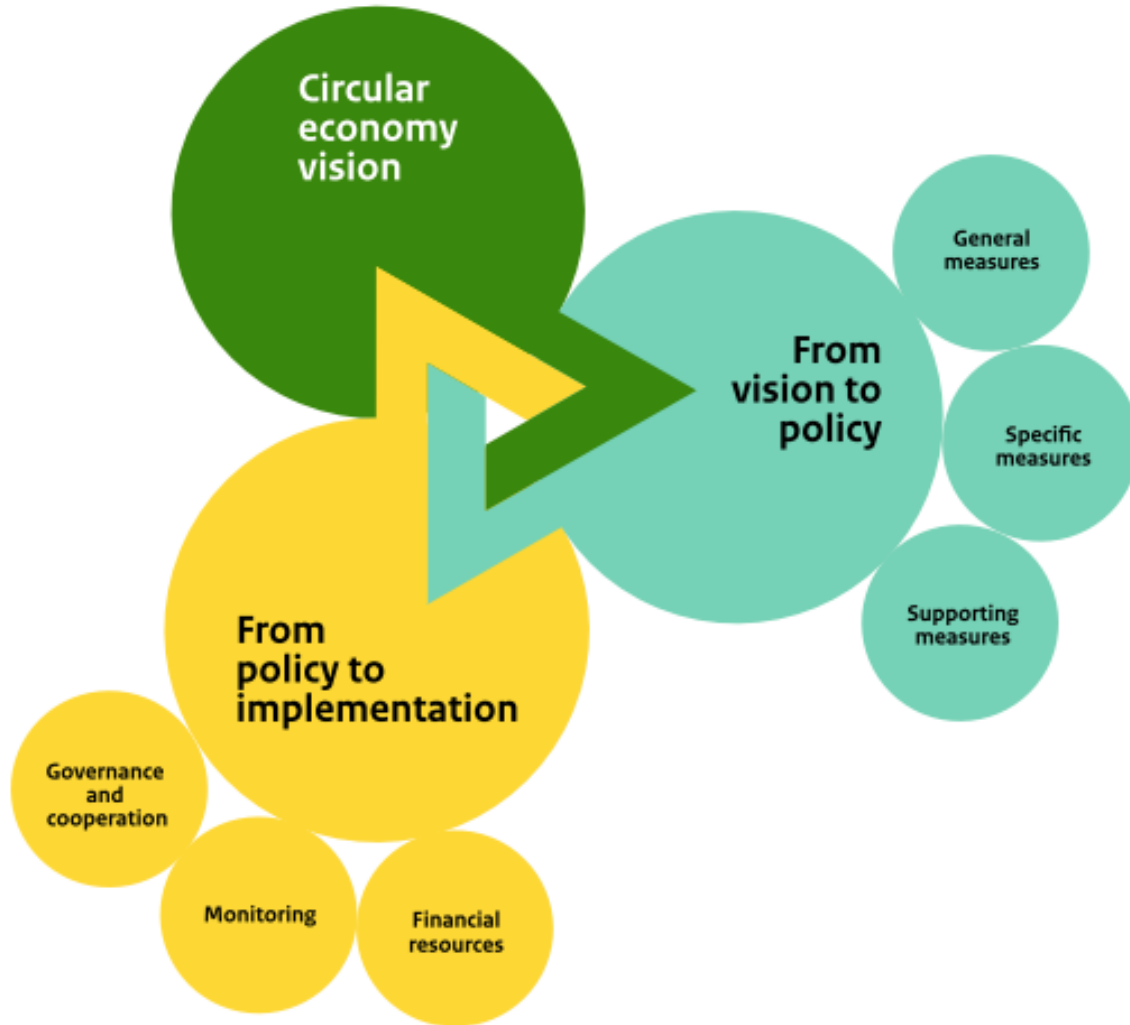 Circular
economy
vision
From
vision to
policy
General
measures
Specific
measures
Supporting
measures
From
policy to
implementation
Governance
and
cooperation
Monitoring
Financial
resources